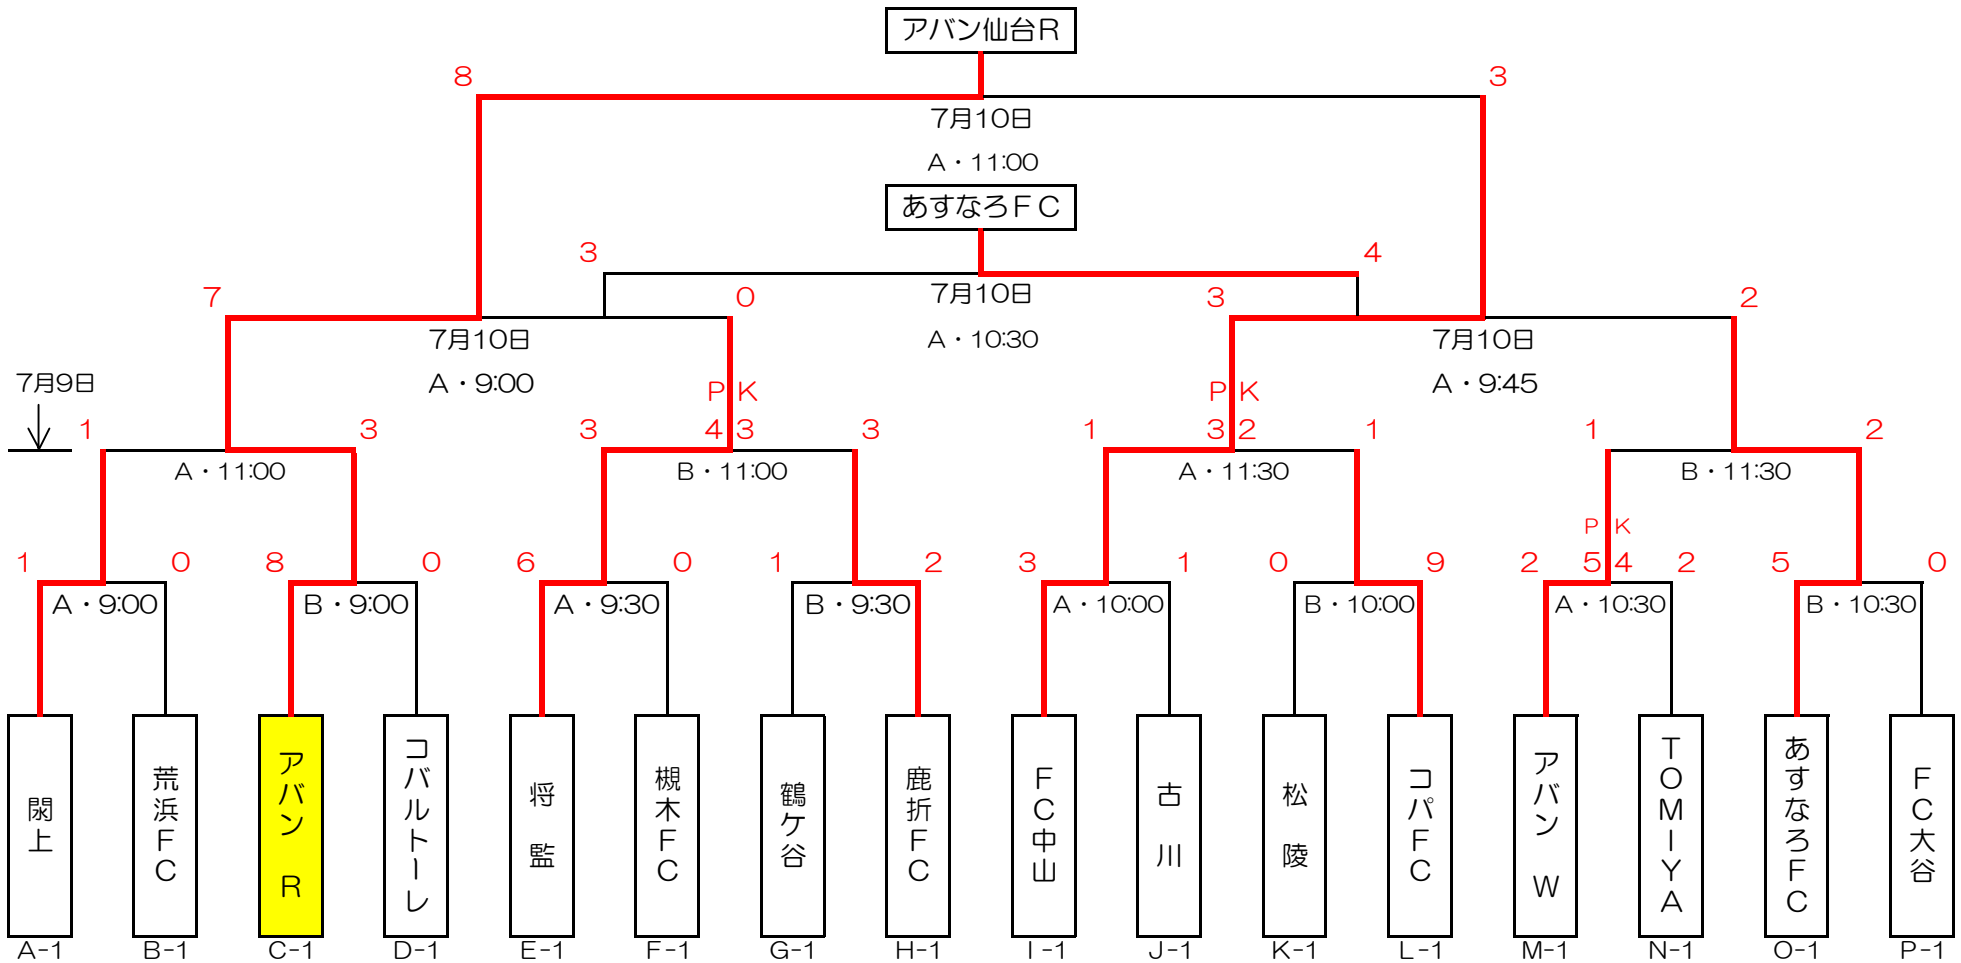 アバン仙台R
8
3
7月10日
A・11:00
あすなろFC
3
4
7月10日
A・10:30
7
0
3
2
7月10日
A・9:00
7月10日
A・9:45
7月9日
PK
PK
1
3
3
4 3
3
1
3 2
1
1
2
A・11:00
B・11:00
A・11:30
B・11:30
PK
1
0
8
0
6
0
1
2
3
1
0
9
2
5 4
2
5
0
A・9:00
B・9:00
A・9:30
B・9:30
A・10:00
B・10:00
A・10:30
B・10:30
閖上
荒浜FC
アバン R
コバルトーレ
将 監
槻木FC
鶴ケ谷
鹿折FC
FC中山
古 川
松 陵
コパFC
アバン W
TOMIYA
あすなろFC
FC大谷
A-1
B-1
C-1
D-1
E-1
F-1
G-1
H-1
I-1
J-1
K-1
L-1
M-1
N-1
O-1
P-1